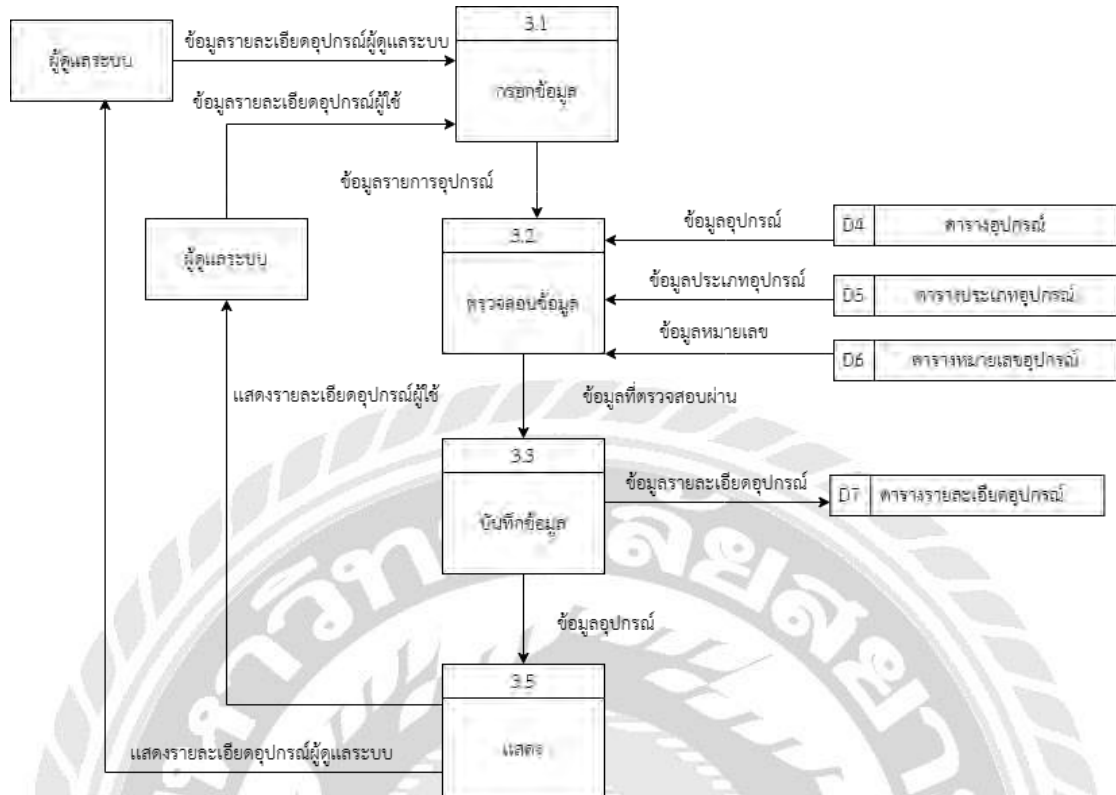 3.1
ข้อมูลรายละเอียดอุปกรณ์ผู้ดูแลระบบ
ผู้ดูแลระบบ
กรอกข้อมูล
ข้อมูลรายละเอียดอุปกรณ์ผู้ใช้
ข้อมูลรายการอุปกรณ์
ผู้ดูแลระบบ
3.2
ตรวจสอบข้อมูล
ข้อมูลอุปกรณ์
D4 ตารางอุปกรณ์
ข้อมูลประเภทอุปกรณ์
D5 ตารางประเภทอุปกรณ์
ข้อมูลหมายเลข
D6 ตารางหมายเลขอุปกรณ์
แสดงรายละเอียดอุปกรณ์ผู้ใช้
ข้อมูลที่ตรวจสอบผ่าน
3.3
บันทึกข้อมูล
ข้อมูลรายละเอียดอุปกรณ์
D7 ตารางรายละเอียดอุปกรณ์
ข้อมูลอุปกรณ์
3.5
แสดง
แสดงรายละเอียดอุปกรณ์ผู้ดูแลระบบ